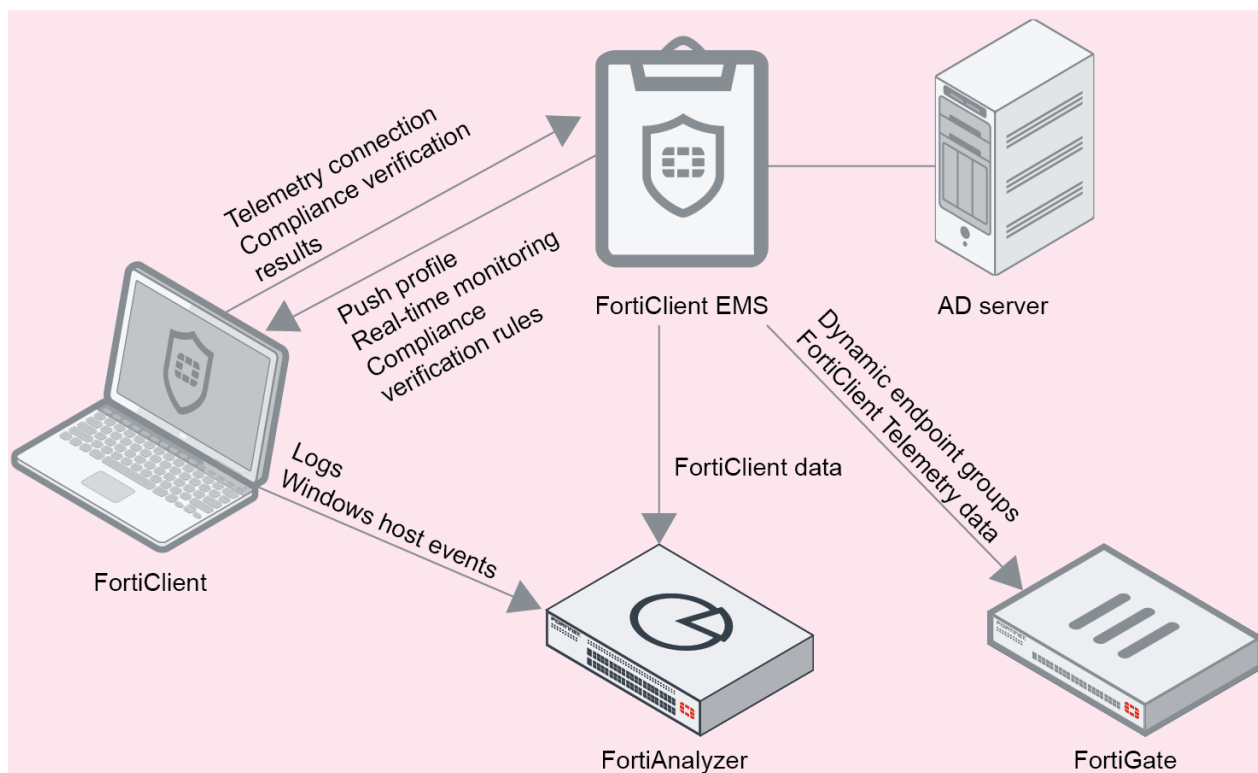 Telemetry connection
Compliance verification
results
Push profile
Real-time monitoring
Compliance
verification rules
FortiClient EMS
AD server
Dynamic endpoint groups
FortiClient Telemetry data
FortiClient data
Logs
Windows host events
FortiClient
FortiAnalyzer
FortiGate